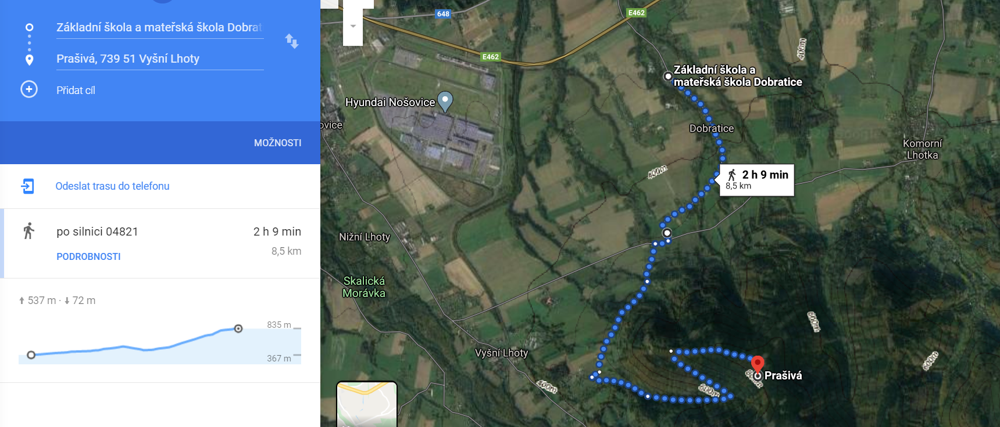 Základní škola a mateřská škola Dobrat
Prašivá, 739 51 Vyšní Lhoty
Přidat cíl
MOŽNOSTI
Odeslat trasu do telefonu
po silnici 04821
2 h 9 min
8,5 km
PODROBNOSTI
537 m · 72 m
835 m
367 m
648
E462
E462
Základní škola a
mateřská škola Dobratice
Hyundai Nošovice
ovice
Dobratice
Komorní
Lhotka
400m
2 h 9 min
8,5 km
Nižní Lhoty
Skalická
Morávka
Vyšní Lhoty
Prašivá